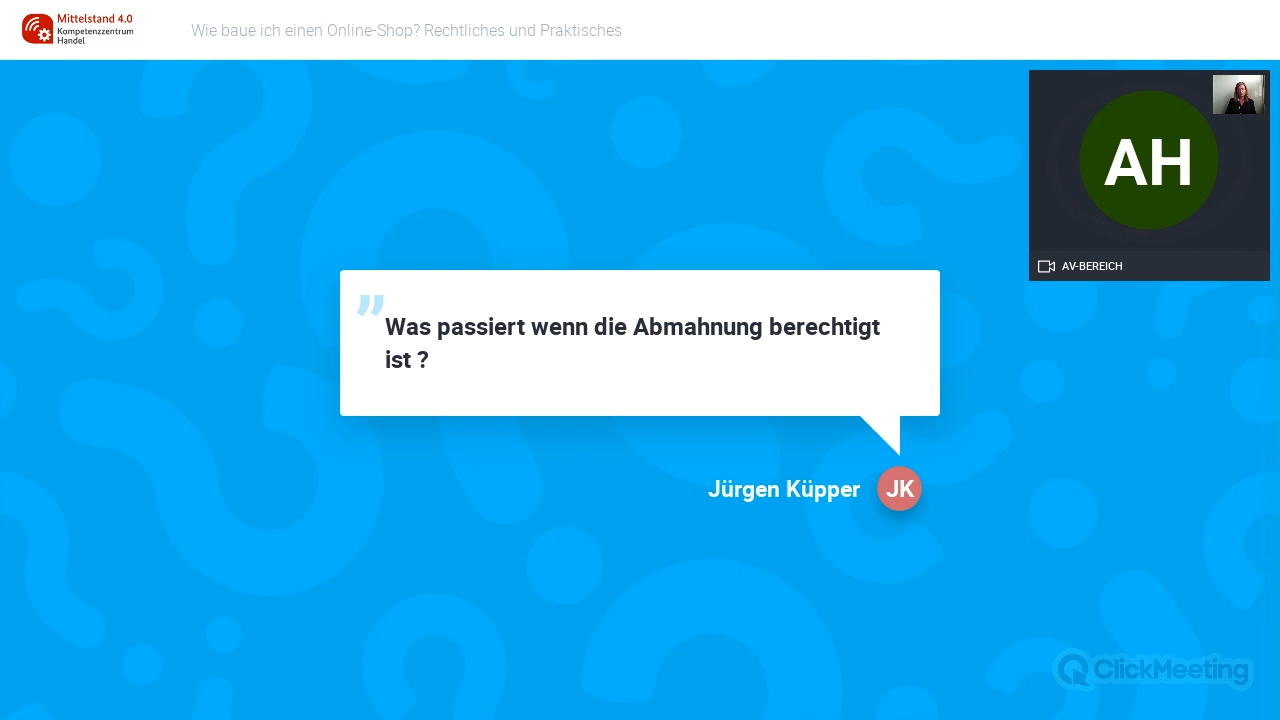 Mittelstand 4.0
Kompetenzzentrum
Handel
Wie baue ich einen Online-Shop? Rechtliches und Praktisches
AH
AV-BEREICH
” Was passiert wenn die Abmahnung berechtigt
ist ?
Jürgen Küpper JK
ClickMeeting